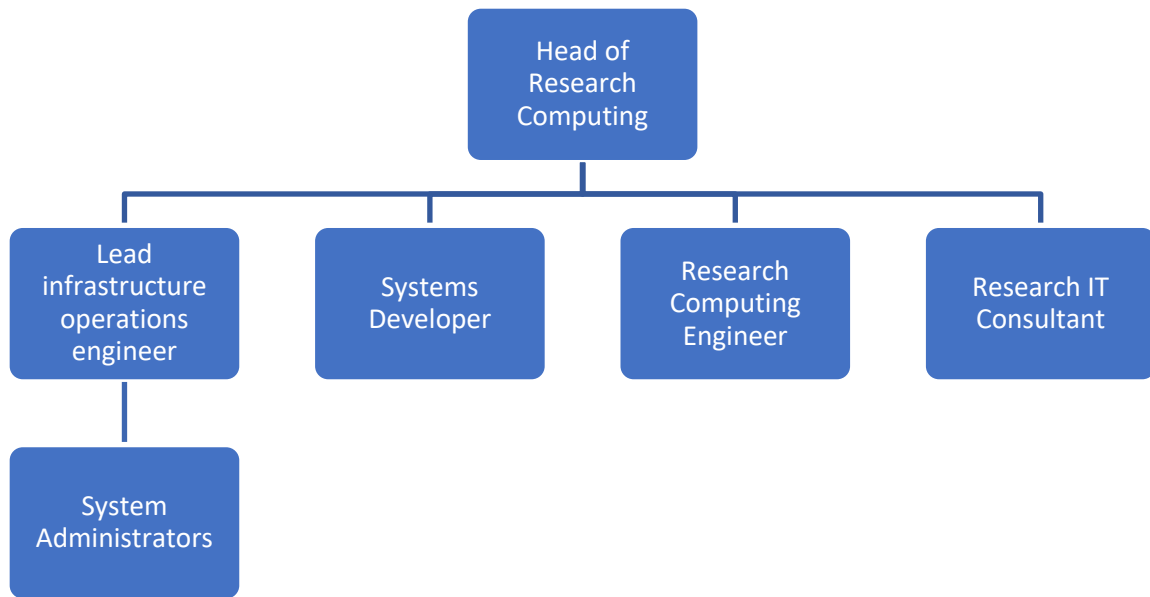 Head of
Research
Computing
Lead
infrastructure
operations
engineer
Systems
Developer
Research
Computing
Engineer
Research IT
Consultant
System
Administrators